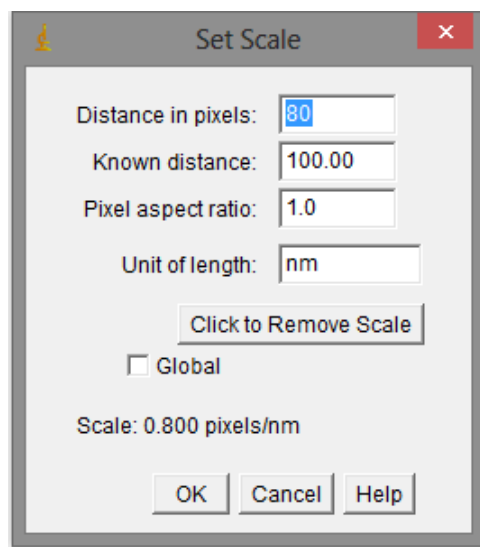 Set Scale
Distance in pixels: 80
Known distance: 100.00
Pixel aspect ratio: 1.0
Unit of length: nm
Click to Remove Scale
Global
Scale: 0.800 pixels/nm
OK Cancel Help